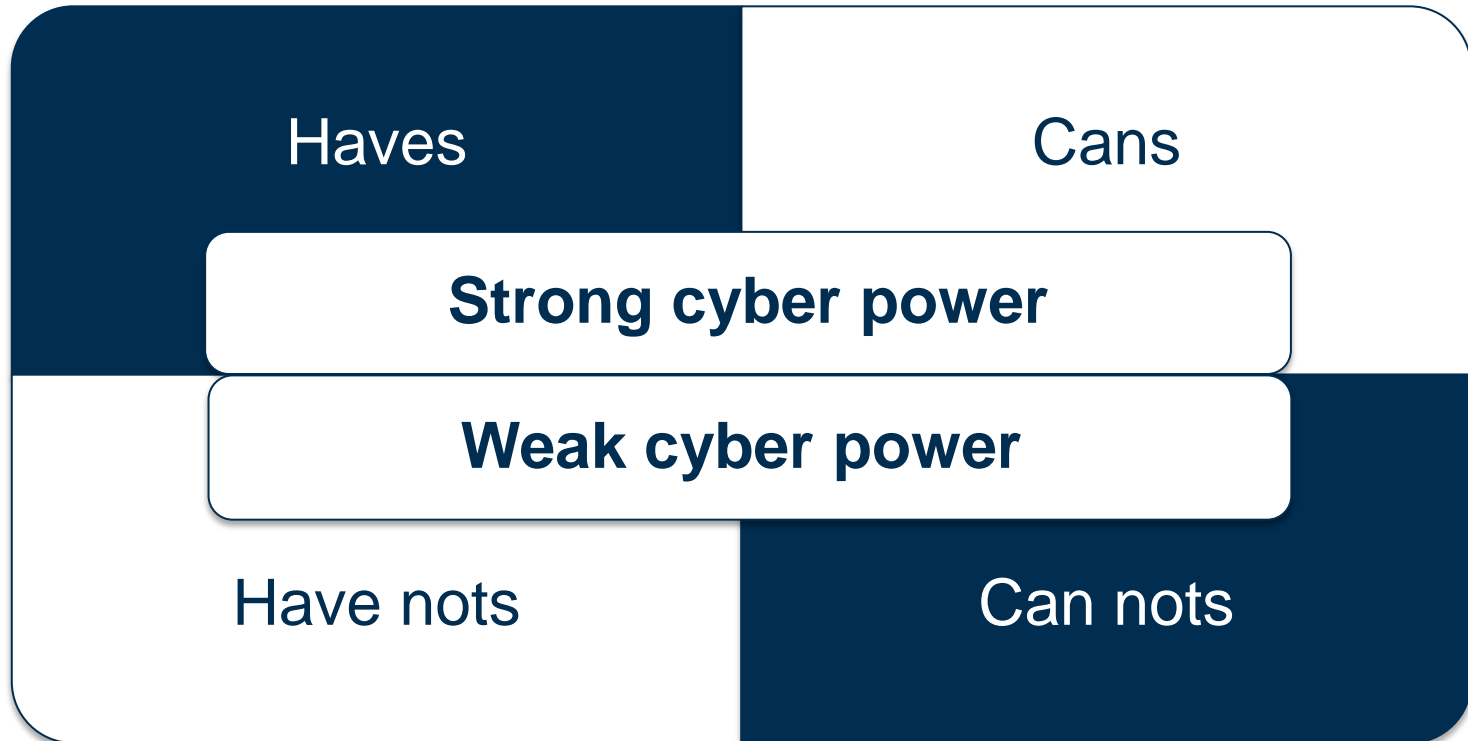 Haves
Cans
Strong cyber power
Weak cyber power
Have nots
Can nots